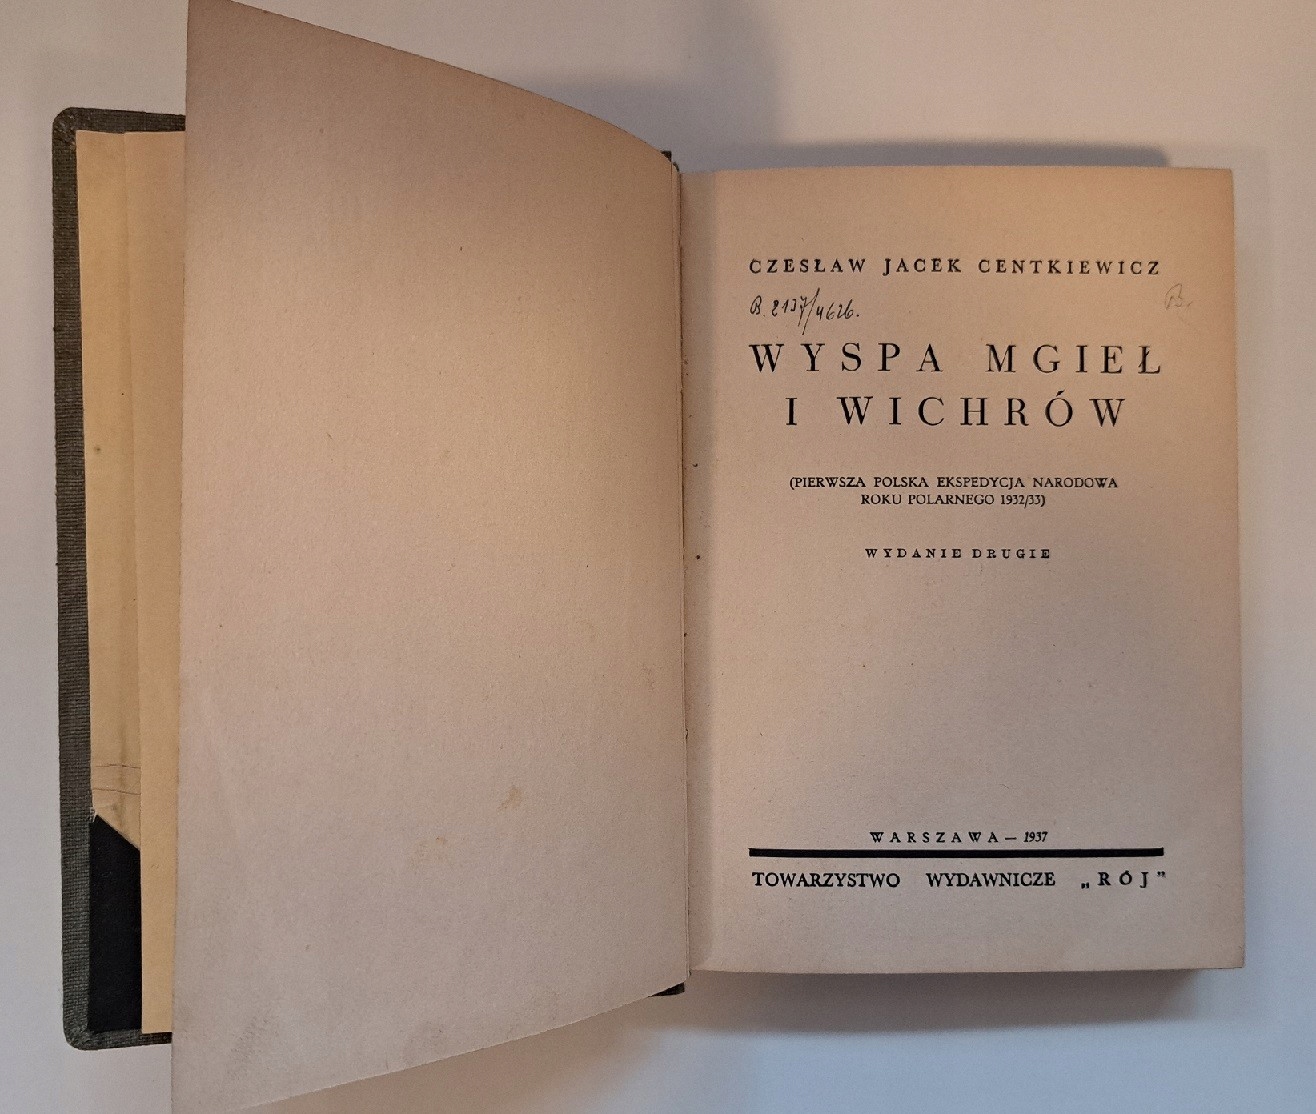 CZESŁAW JACEK CENTKIEWICZ
B. 2137/4626.
B.
WYSPA MGIEŁ
I WICHRÓW
(PIERWSZA POLSKA EKSPEDYCJA NARODOWA
ROKU POLARNEGO 1932/33)
WYDANIE DRUGIE
WARSZAWA — 1937
TOWARZYSTWO WYDAWNICZE „RÓJ”